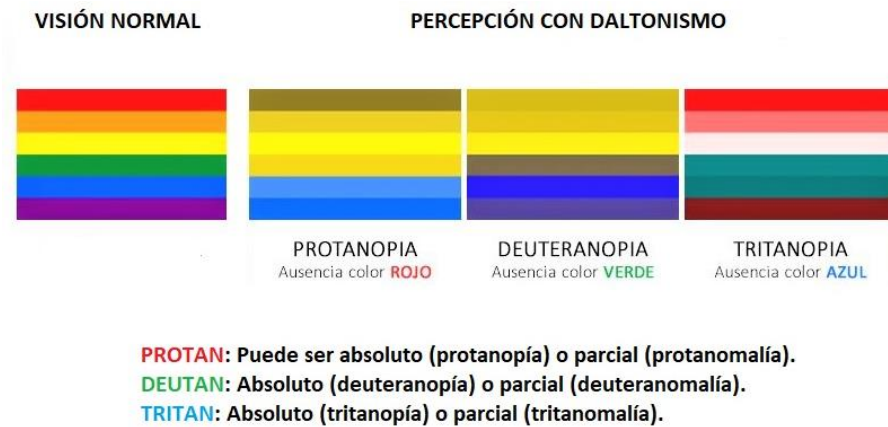 VISIÓN NORMAL
PERCEPCIÓN CON DALTONISMO
PROTANOPIA
Ausencia color ROJO
DEUTERANOPIA
Ausencia color VERDE
TRITANOPIA
Ausencia color AZUL
PROTAN: Puede ser absoluto (protanopía) o parcial (protanomalía).
DEUTAN: Absoluto (deuteranopía) o parcial (deuteranomalía).
TRITAN: Absoluto (tritanopía) o parcial (tritanomalía).